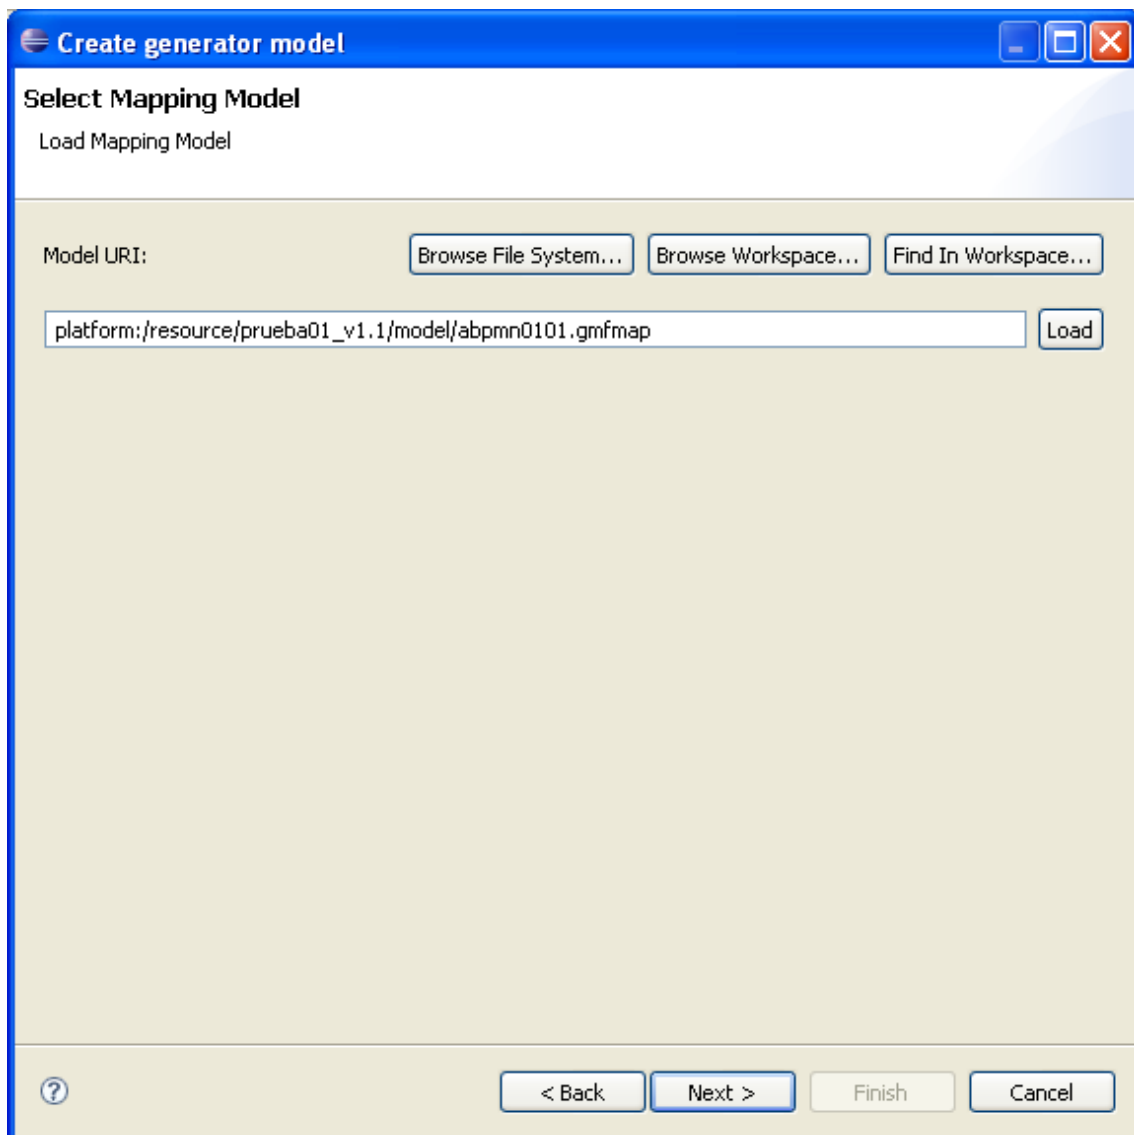 Create generator model
Select Mapping Model
Load Mapping Model
Model URI: Browse File System... Browse Workspace... Find In Workspace...
platform:/resource/prueba01_v1.1/model/abpmn0101.gmfmap Load
? < Back Next > Finish Cancel